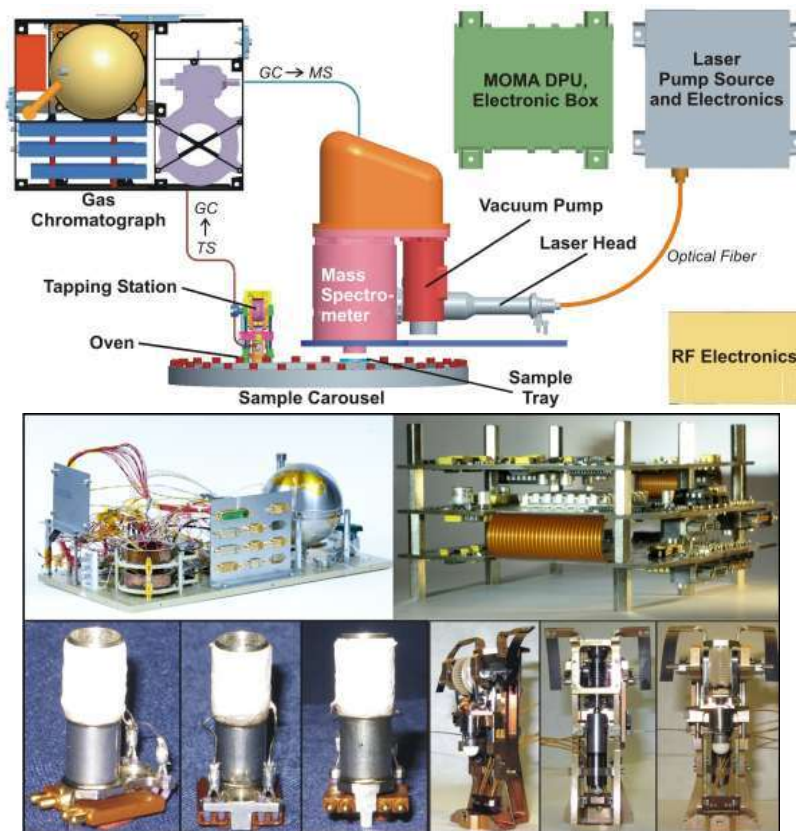 GC → MS
MOMA DPU,
Electronic Box
Laser
Pump Source
and Electronics
Gas
Chromatograph
GC
↑
TS
Vacuum Pump
Laser Head
Optical Fiber
Tapping Station
Mass
Spectro-
meter
Oven
RF Electronics
Sample
Tray
Sample Carousel